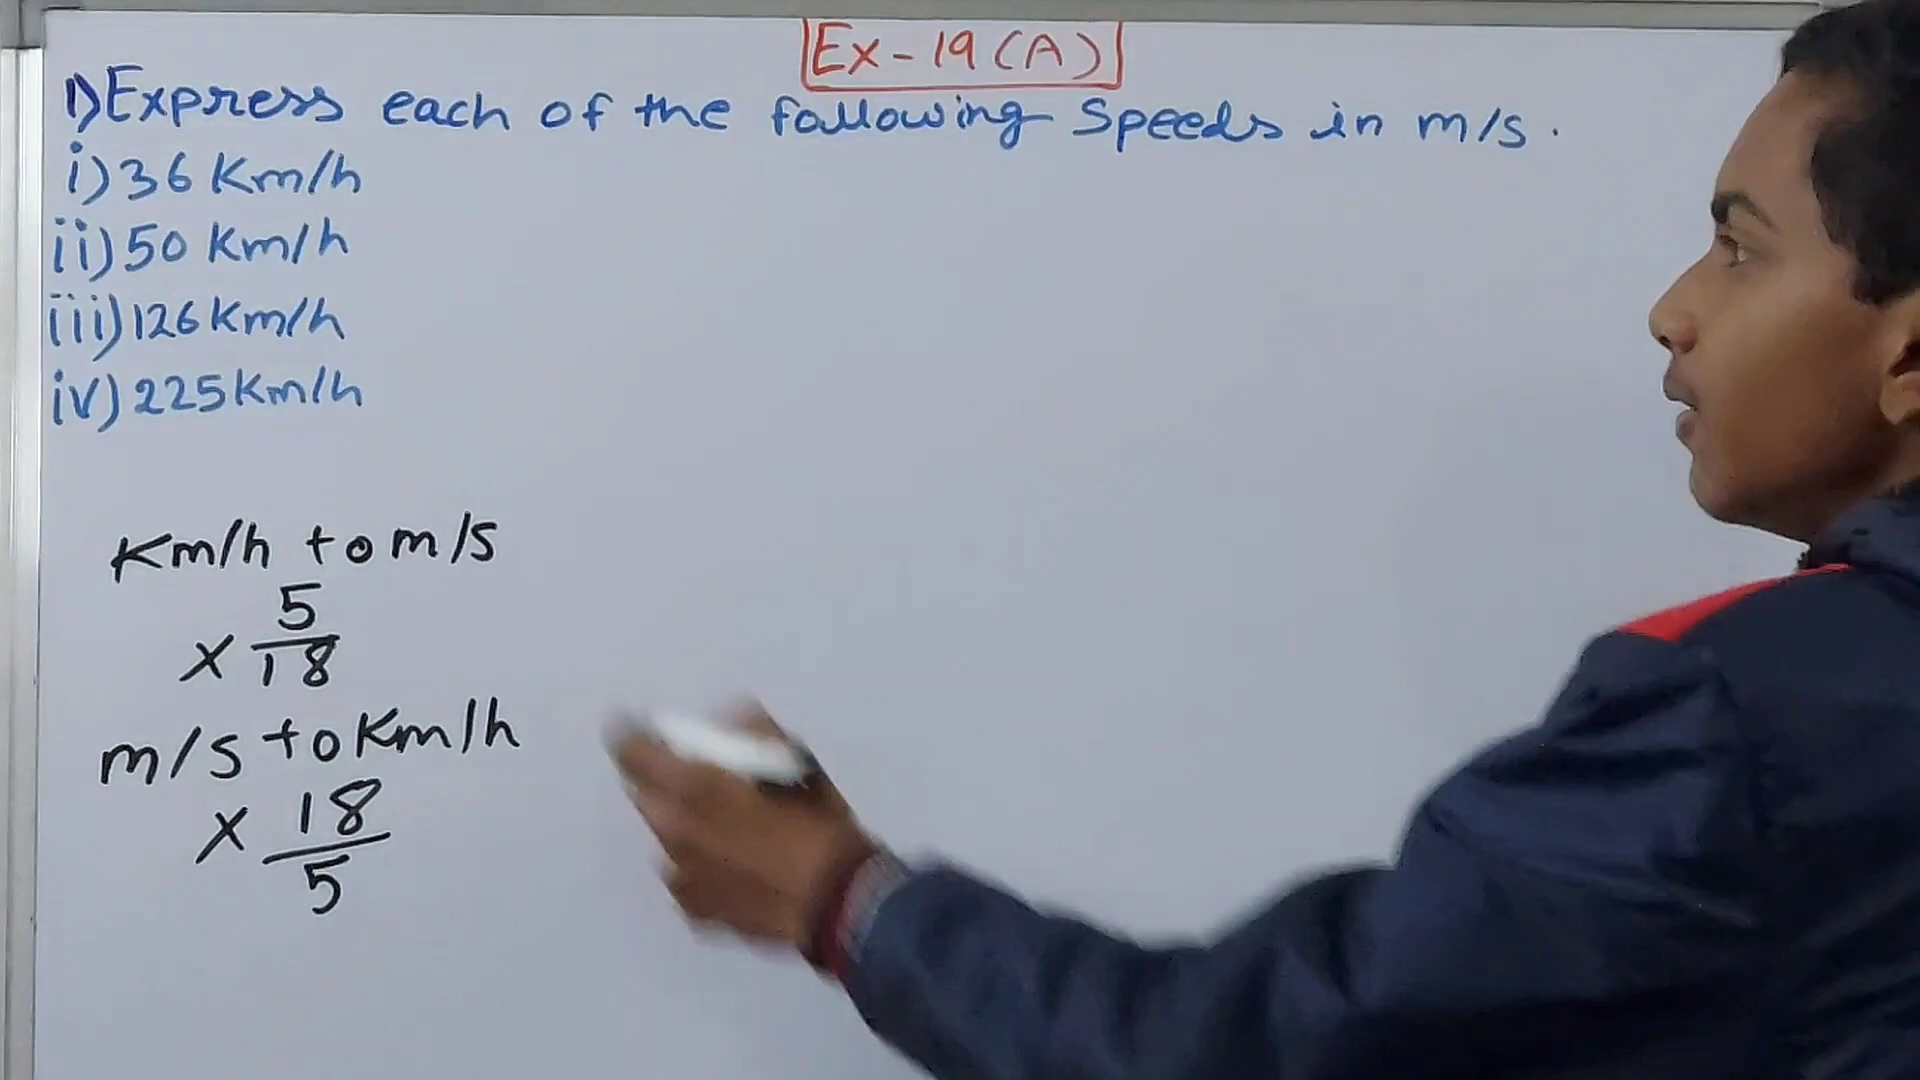 Ex-19(A)
1) Express each of the following speeds in m/s.
i) 36 Km/h
ii) 50 Km/h
iii) 126 Km/h
iv) 225 Km/h
Km/h to m/s
× 5/18
m/s to Km/h
× 18/5